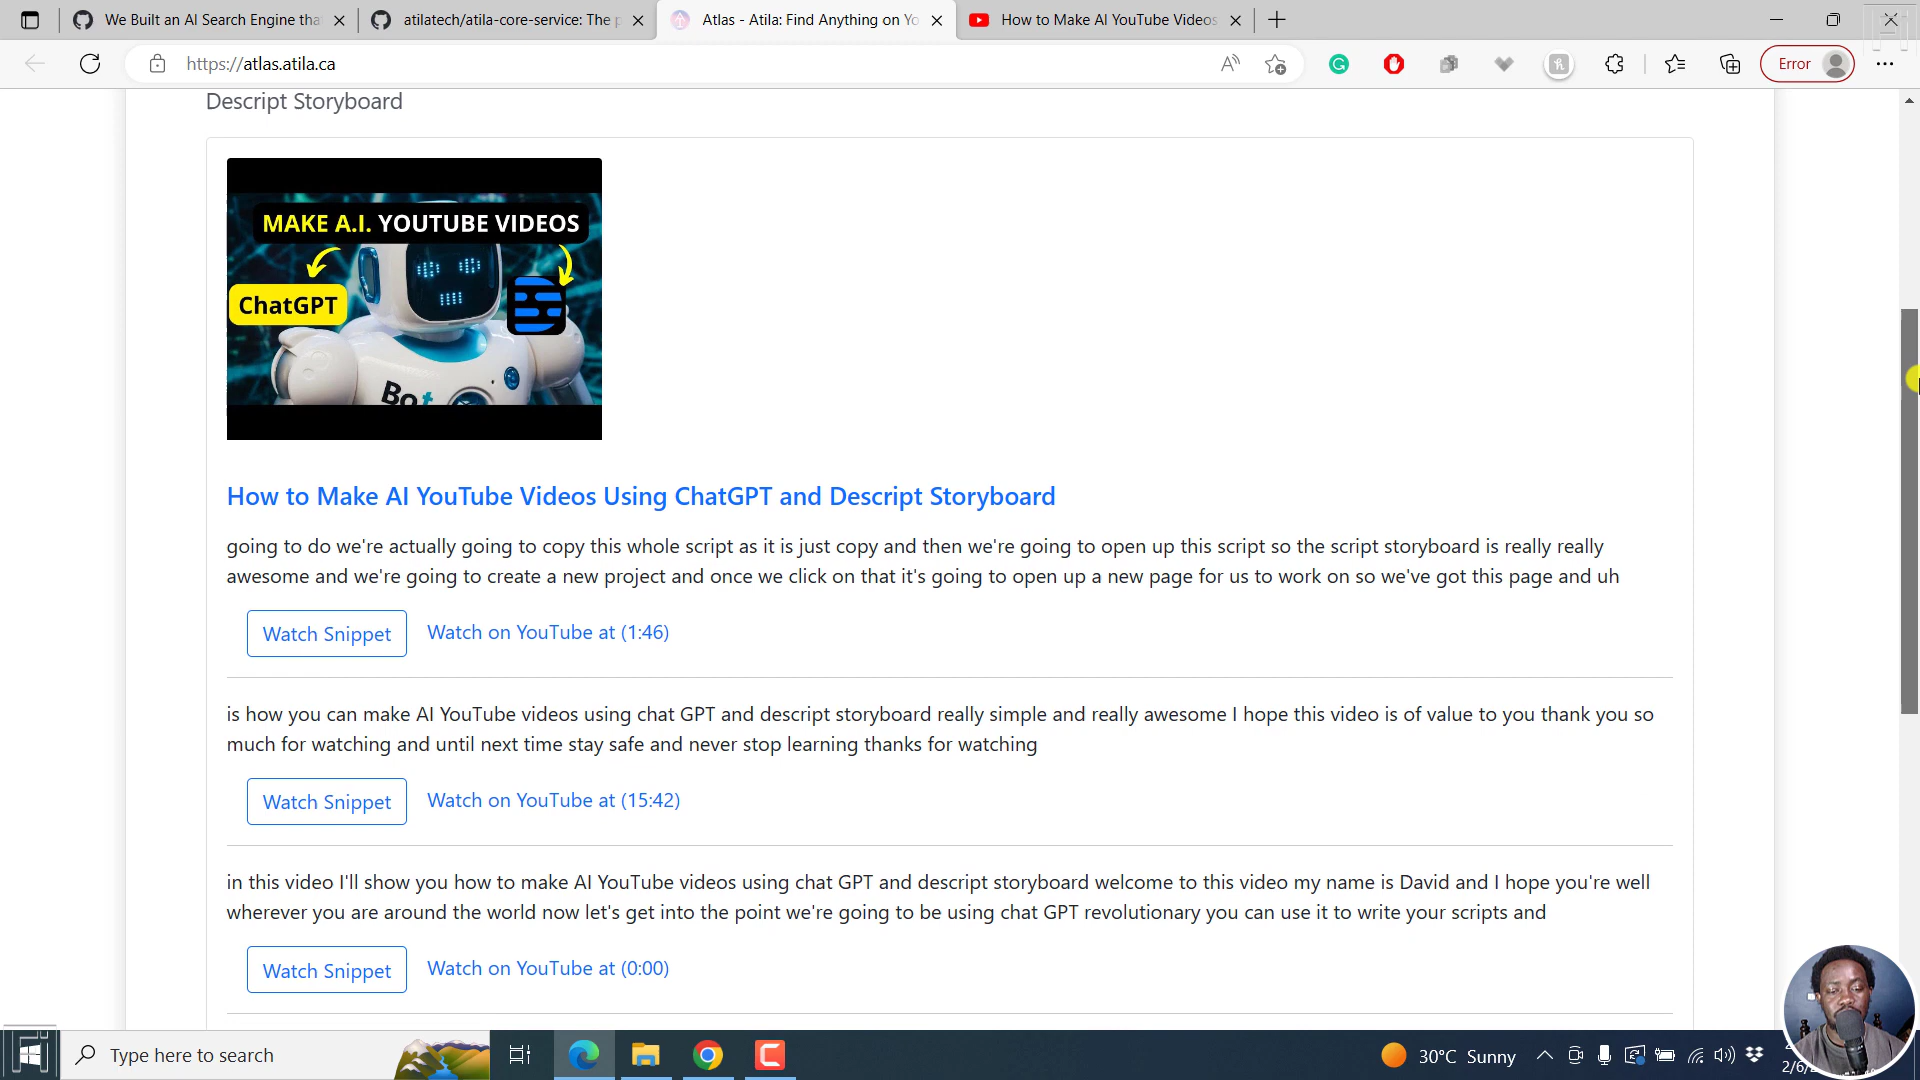 We Built an AI Search Engine tha
atilatech/atila-core-service: The p
Atlas - Atila: Find Anything on Yo
How to Make AI YouTube Videos
https://atlas.atila.ca
Error
Descript Storyboard
MAKE A.I. YOUTUBE VIDEOS
ChatGPT
Bot
How to Make AI YouTube Videos Using ChatGPT and Descript Storyboard
going to do we're actually going to copy this whole script as it is just copy and then we're going to open up this script so the script storyboard is really really
awesome and we're going to create a new project and once we click on that it's going to open up a new page for us to work on so we've got this page and uh
Watch Snippet
Watch on YouTube at (1:46)
is how you can make AI YouTube videos using chat GPT and descript storyboard really simple and really awesome I hope this video is of value to you thank you so
much for watching and until next time stay safe and never stop learning thanks for watching
Watch Snippet
Watch on YouTube at (15:42)
in this video I'll show you how to make AI YouTube videos using chat GPT and descript storyboard welcome to this video my name is David and I hope you're well
wherever you are around the world now let's get into the point we're going to be using chat GPT revolutionary you can use it to write your scripts and
Watch Snippet
Watch on YouTube at (0:00)
Type here to search
30°C Sunny